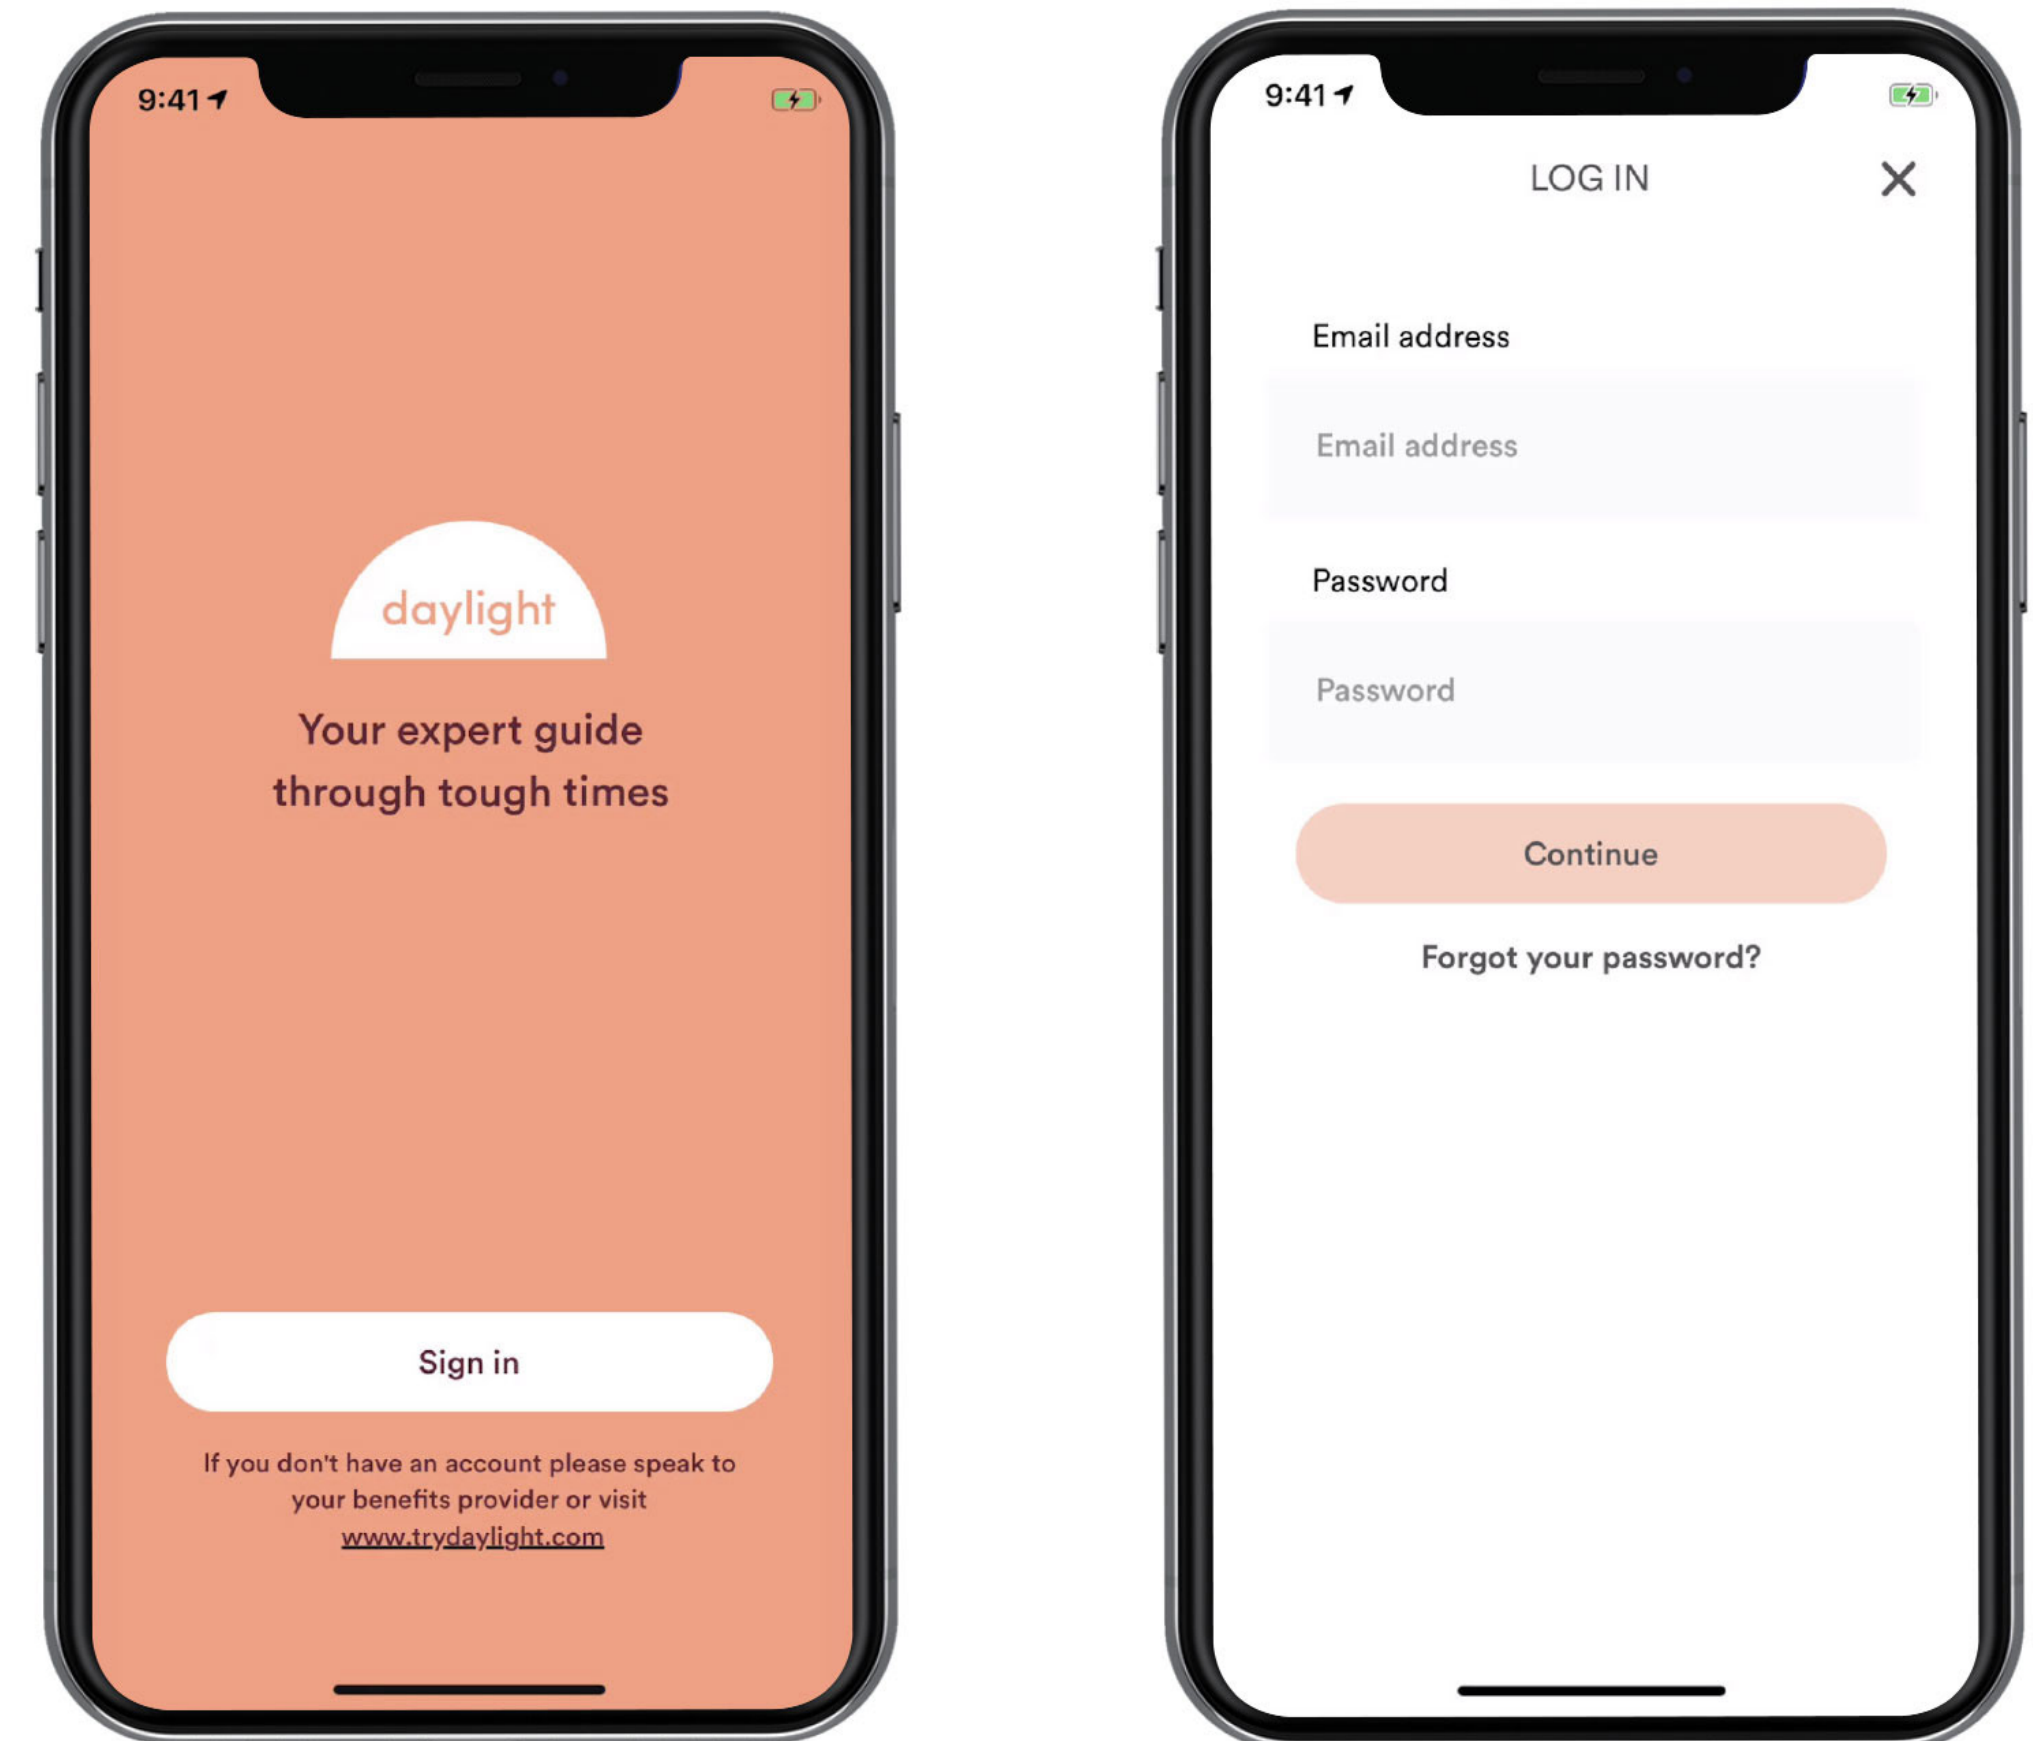 9:41
daylight
Your expert guide
through tough times
Sign in
If you don't have an account please speak to
your benefits provider or visit
www.trydaylight.com
9:41
LOG IN
Email address
Email address
Password
Password
Continue
Forgot your password?